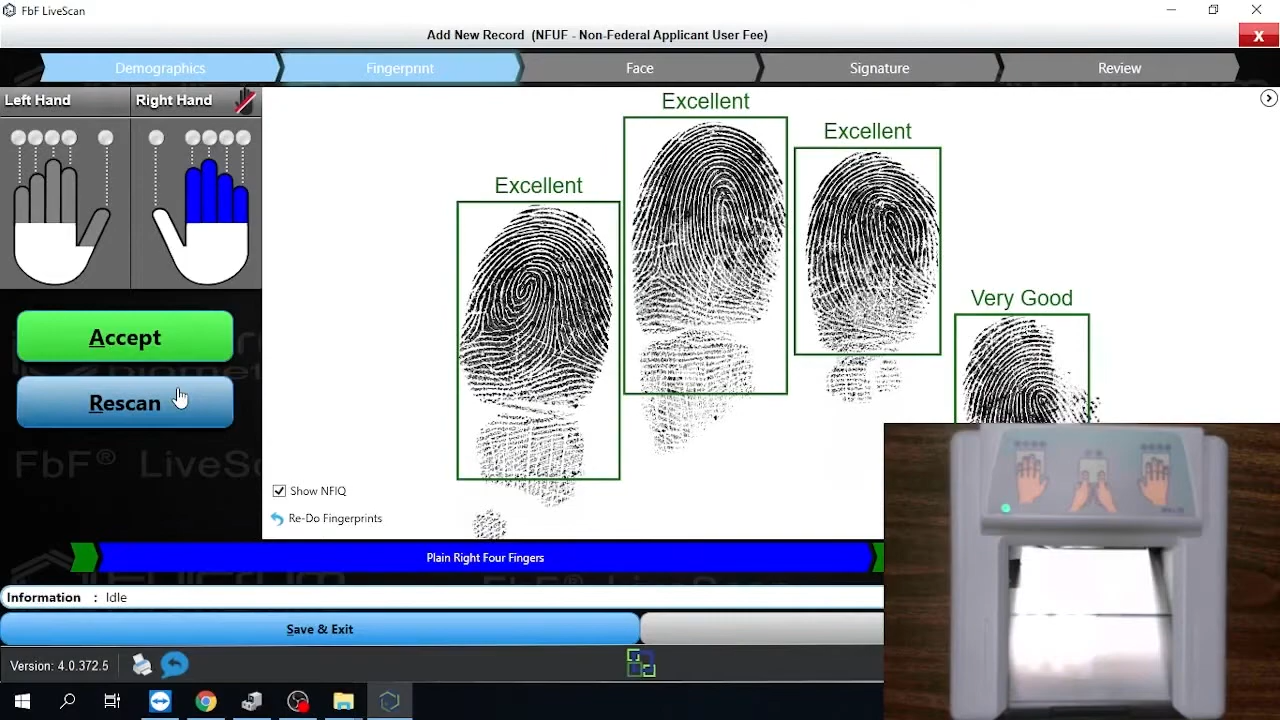 FbF LiveScan
Add New Record (NFUF - Non-Federal Applicant User Fee)
X
Demographics
Fingerprint
Face
Signature
Review
Left Hand
Right Hand
Excellent
Excellent
Excellent
Very Good
Accept
Rescan
FbF® LiveSca
Show NFIQ
Re-Do Fingerprints
Plain Right Four Fingers
Information : Idle
Save & Exit
Version: 4.0.372.5